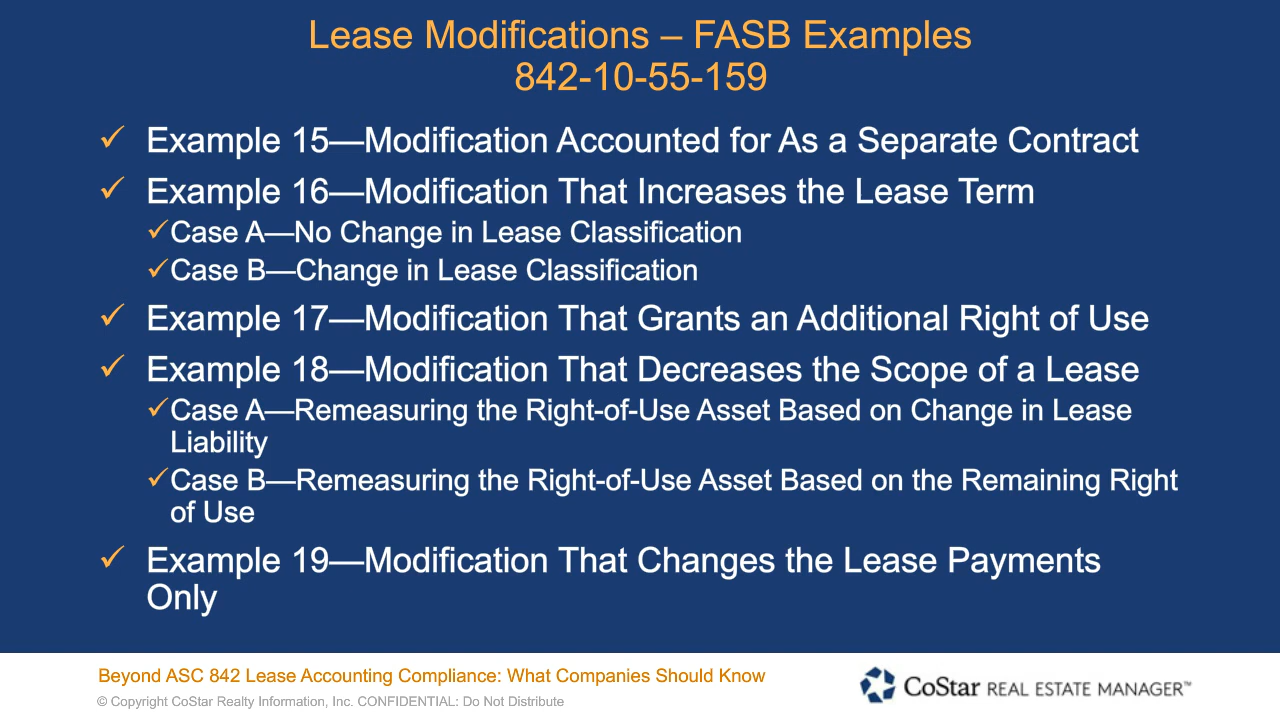 Lease Modifications – FASB Examples
842-10-55-159
Example 15—Modification Accounted for As a Separate Contract
Example 16—Modification That Increases the Lease Term
Case A—No Change in Lease Classification
Case B—Change in Lease Classification
Example 17—Modification That Grants an Additional Right of Use
Example 18—Modification That Decreases the Scope of a Lease
Case A—Remeasuring the Right-of-Use Asset Based on Change in Lease
Liability
Case B—Remeasuring the Right-of-Use Asset Based on the Remaining Right
of Use
Example 19—Modification That Changes the Lease Payments
Only
Beyond ASC 842 Lease Accounting Compliance: What Companies Should Know
© Copyright CoStar Realty Information, Inc. CONFIDENTIAL: Do Not Distribute
CoStar REAL ESTATE MANAGER™